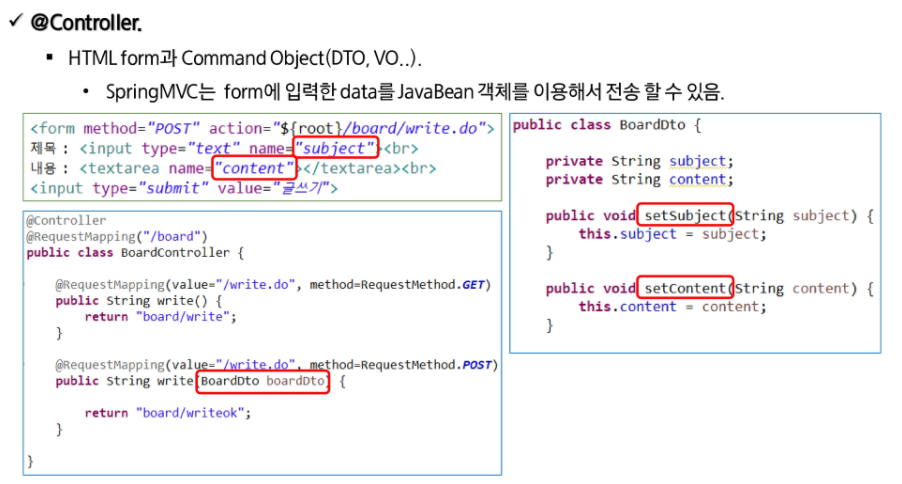 ✓ @Controller.
▪ HTML form과 Command Object(DTO, VO..).
• SpringMVC는 form에 입력한 data를 JavaBean 객체를 이용해서 전송 할 수 있음.
<form method="POST" action="${root}/board/write.do">
제목 : <input type="text" name="subject"><br>
내용 : <textarea name="content"></textarea><br>
<input type="submit" value="글쓰기">
@Controller
@RequestMapping("/board")
public class BoardController {
@RequestMapping(value="/write.do", method=RequestMethod.GET)
public String write() {
return "board/write";
}
@RequestMapping(value="/write.do", method=RequestMethod.POST)
public String write(BoardDto boardDto) {
return "board/writeok";
}
}
public class BoardDto {
private String subject;
private String content;
public void setSubject(String subject) {
this.subject = subject;
}
public void setContent(String content) {
this.content = content;
}